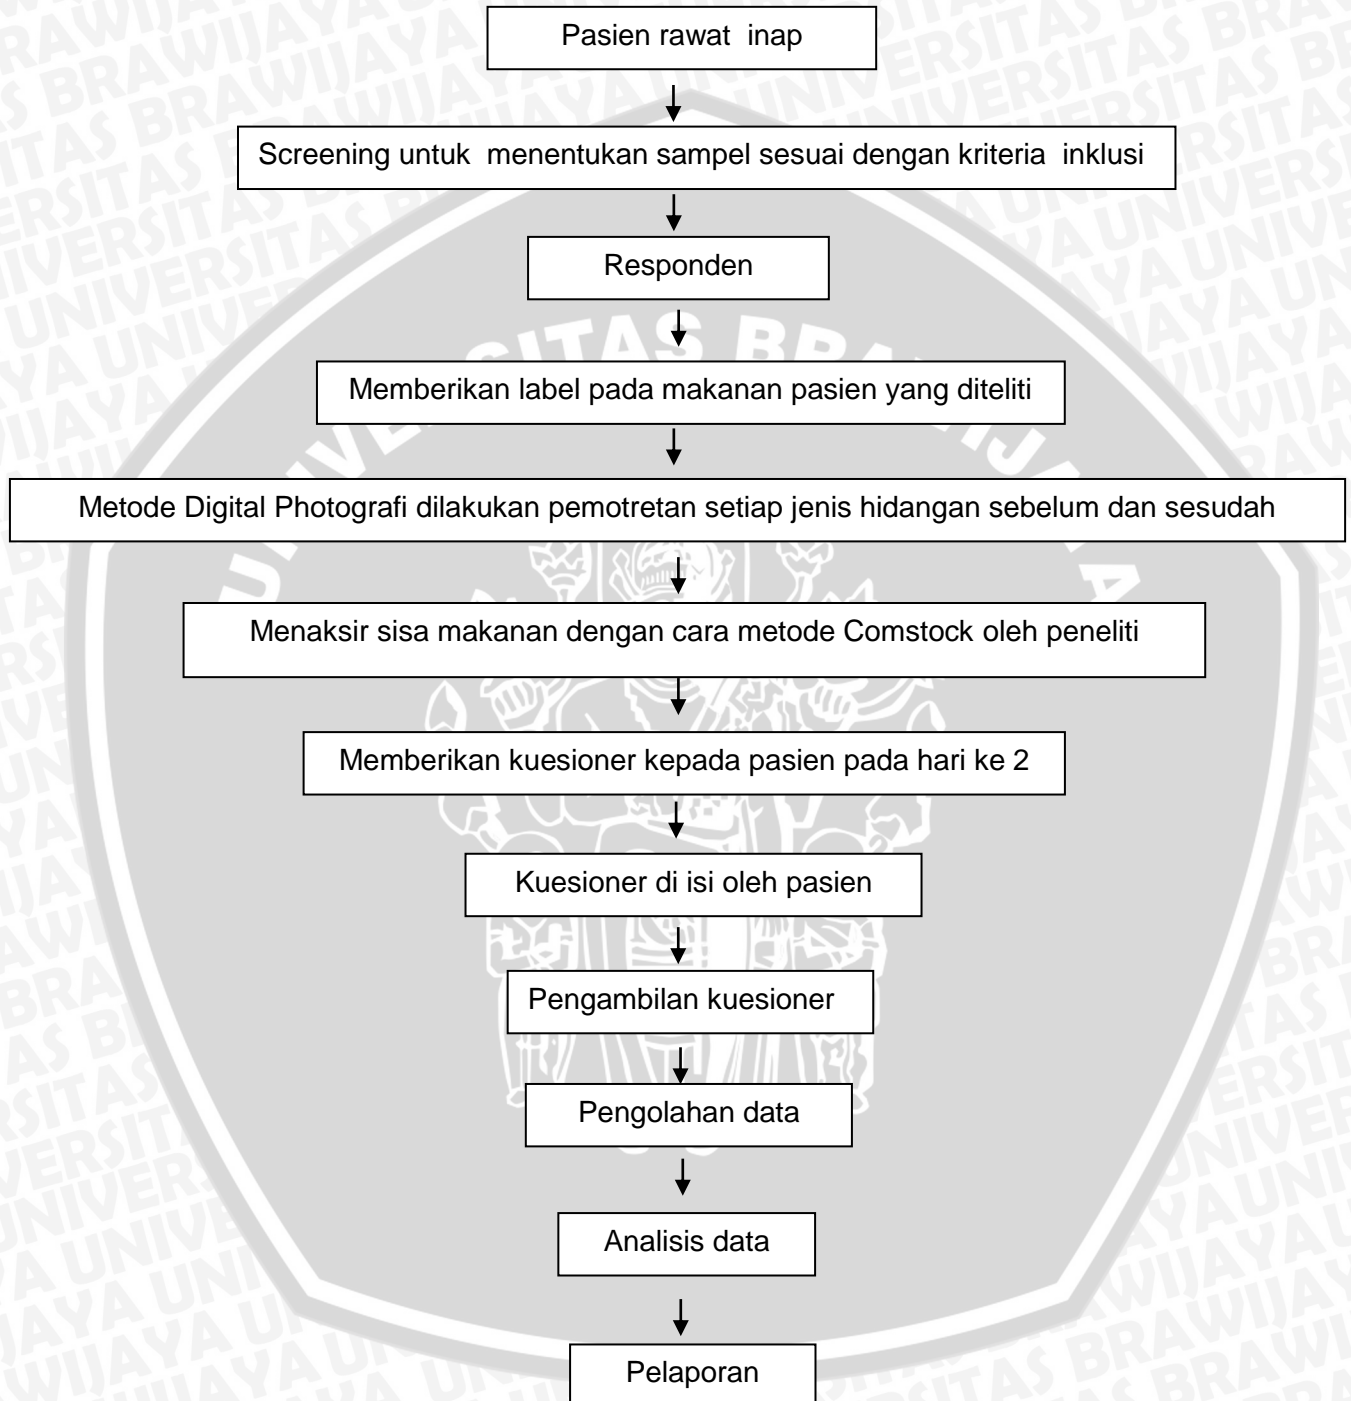 Pasien rawat inap
Screening untuk menentukan sampel sesuai dengan kriteria inklusi
Responden
Memberikan label pada makanan pasien yang diteliti
Metode Digital Photografi dilakukan pemotretan setiap jenis hidangan sebelum dan sesudah
Menaksir sisa makanan dengan cara metode Comstock oleh peneliti
Memberikan kuesioner kepada pasien pada hari ke 2
Kuesioner di isi oleh pasien
Pengambilan kuesioner
Pengolahan data
Analisis data
Pelaporan